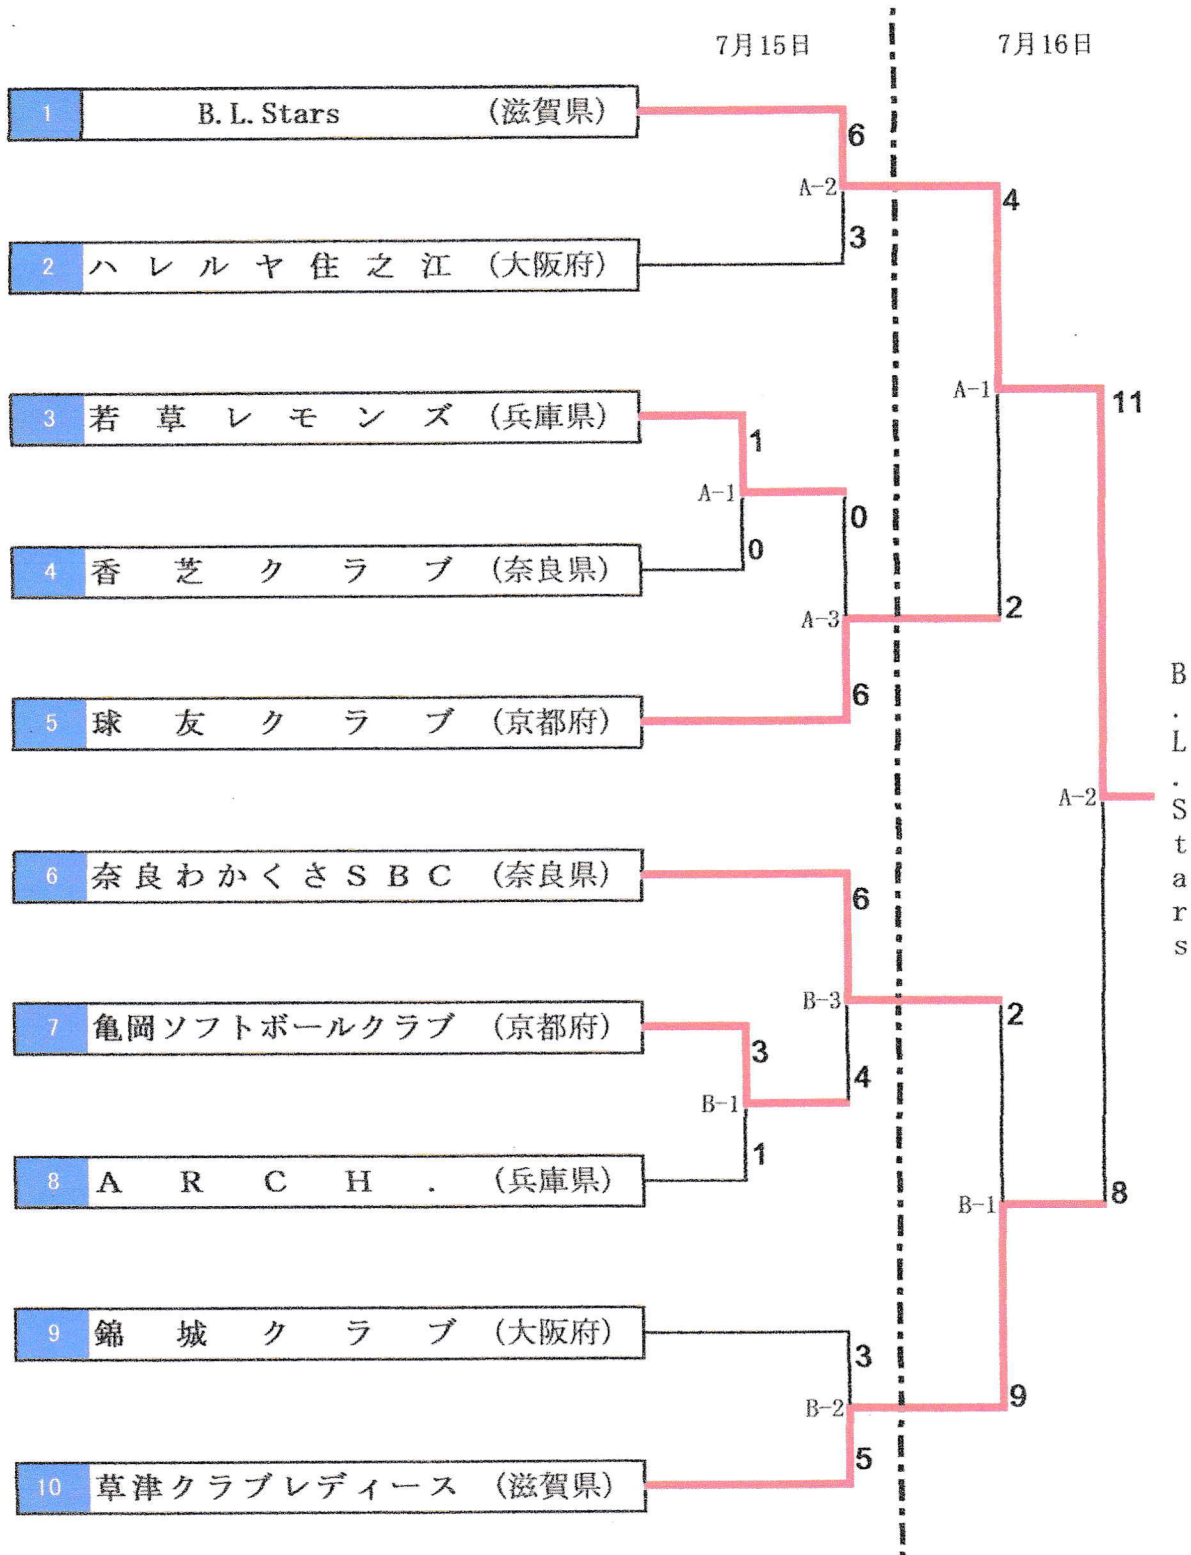 7月15日 7月16日
1 B.L.Stars (滋賀県)
6
A-2
4
3
2 ハレルヤ住之江 (大阪府)
A-1
11
3 若草レモンズ (兵庫県)
1
A-1
0
0
4 香芝クラブ (奈良県)
A-3
2
6
5 球友クラブ (京都府)
A-2
B.L.Stars
6 奈良わかくさSBC (奈良県)
6
B-3
2
7 亀岡ソフトボールクラブ (京都府)
3
4
B-1
1
8 ARCH. (兵庫県)
B-1
8
9 錦城クラブ (大阪府)
3
B-2
9
5
10 草津クラブレディース (滋賀県)